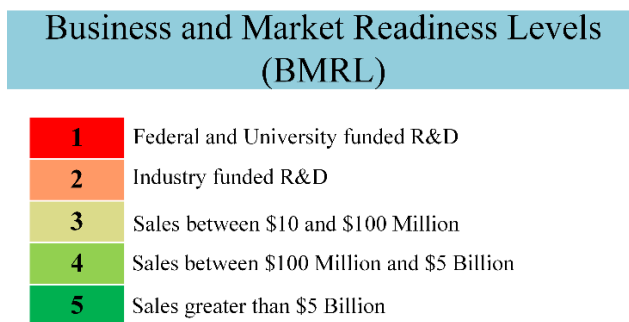 Business and Market Readiness Levels
(BMRL)
1 Federal and University funded R&D
2 Industry funded R&D
3 Sales between $10 and $100 Million
4 Sales between $100 Million and $5 Billion
5 Sales greater than $5 Billion